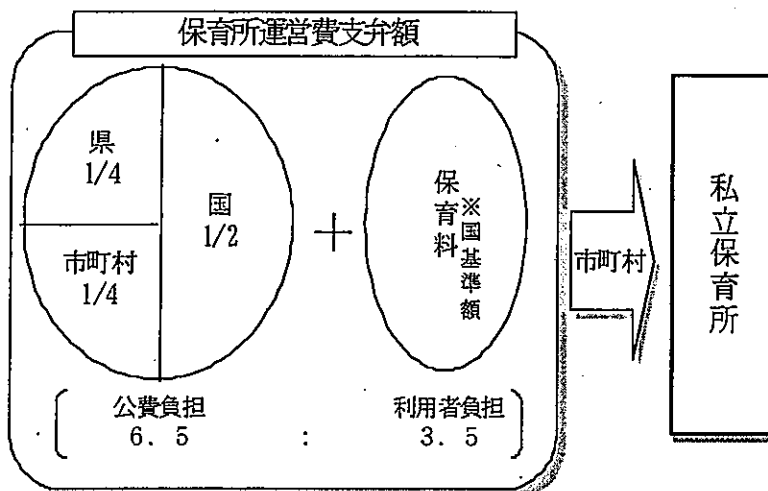 保育所運営費支弁額
県
1/4
国
1/2
市町村
1/4
+
保育料
※国基準額
市町村
私立保育所
公費負担
6.5
:
利用者負担
3.5